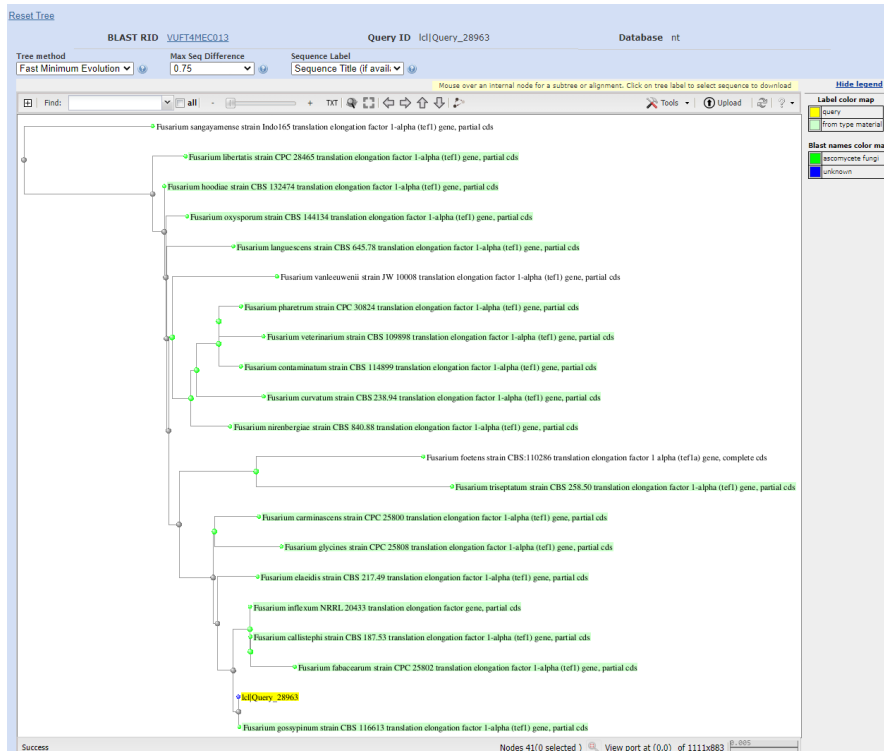 Reset Tree
BLAST RID VUFT4MEC013 Query ID lcl|Query_28963 Database nt
Tree method Max Seq Difference Sequence Label
Fast Minimum Evolution 0.75 Sequence Title (if avail
Mouse over an internal node for a subtree or alignment. Click on tree label to select sequence to download Hide legend
Find: all - + TXT Tools Upload ? Label color map
query
from type material
Blast names color ma
ascomycete fungi
unknown
Fusarium sangayamense strain Indo165 translation elongation factor 1-alpha (tef1) gene, partial cds
Fusarium libertatis strain CPC 28465 translation elongation factor 1-alpha (tef1) gene, partial cds
Fusarium hoodiae strain CBS 132474 translation elongation factor 1-alpha (tef1) gene, partial cds
Fusarium oxysporum strain CBS 144134 translation elongation factor 1-alpha (tef1) gene, partial cds
Fusarium languescens strain CBS 645.78 translation elongation factor 1-alpha (tef1) gene, partial cds
Fusarium vanleeuwenii strain JW 10008 translation elongation factor 1-alpha (tef1) gene, partial cds
Fusarium pharetrum strain CPC 30824 translation elongation factor 1-alpha (tef1) gene, partial cds
Fusarium veterinarium strain CBS 109898 translation elongation factor 1-alpha (tef1) gene, partial cds
Fusarium contaminatum strain CBS 114899 translation elongation factor 1-alpha (tef1) gene, partial cds
Fusarium curvatum strain CBS 238.94 translation elongation factor 1-alpha (tef1) gene, partial cds
Fusarium nirenbergiae strain CBS 840.88 translation elongation factor 1-alpha (tef1) gene, partial cds
Fusarium foetens strain CBS:110286 translation elongation factor 1 alpha (tef1a) gene, complete cds
Fusarium triseptatum strain CBS 258.50 translation elongation factor 1-alpha (tef1) gene, partial cds
Fusarium carminascens strain CPC 25800 translation elongation factor 1-alpha (tef1) gene, partial cds
Fusarium glycines strain CPC 25808 translation elongation factor 1-alpha (tef1) gene, partial cds
Fusarium elaeidis strain CBS 217.49 translation elongation factor 1-alpha (tef1) gene, partial cds
Fusarium inflexum NRRL 20433 translation elongation factor gene, partial cds
Fusarium callistephi strain CBS 187.53 translation elongation factor 1-alpha (tef1) gene, partial cds
Fusarium fabacearum strain CPC 25802 translation elongation factor 1-alpha (tef1) gene, partial cds
lcl|Query_28963
Fusarium gossypinum strain CBS 116613 translation elongation factor 1-alpha (tef1) gene, partial cds
Success Nodes 41(0 selected ) View port at (0,0) of 1111x883 0.005